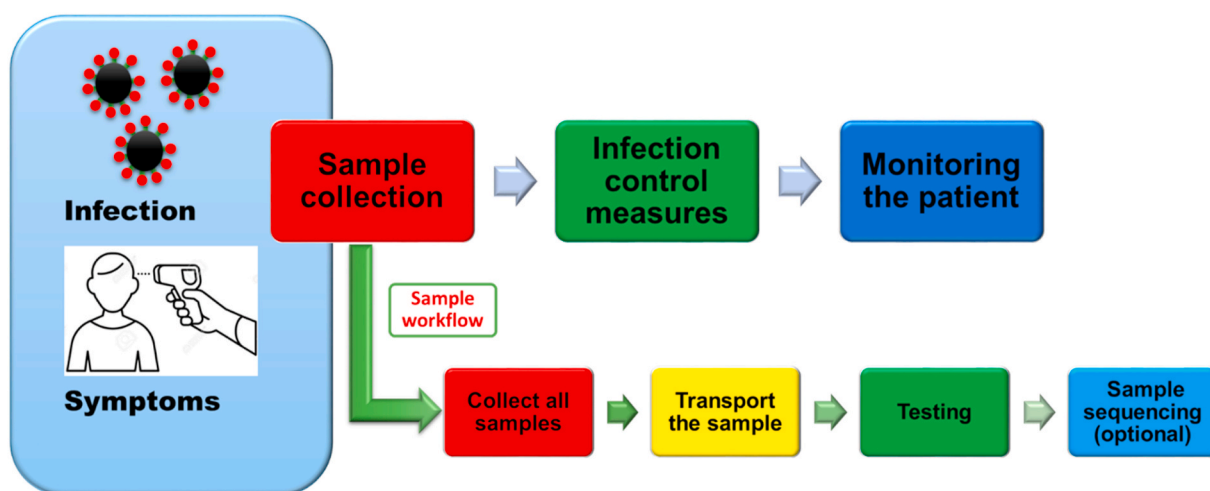 Infection
Symptoms
Sample
collection
Infection
control
measures
Monitoring
the patient
Sample
workflow
Collect all
samples
Transport
the sample
Testing
Sample
sequencing
(optional)